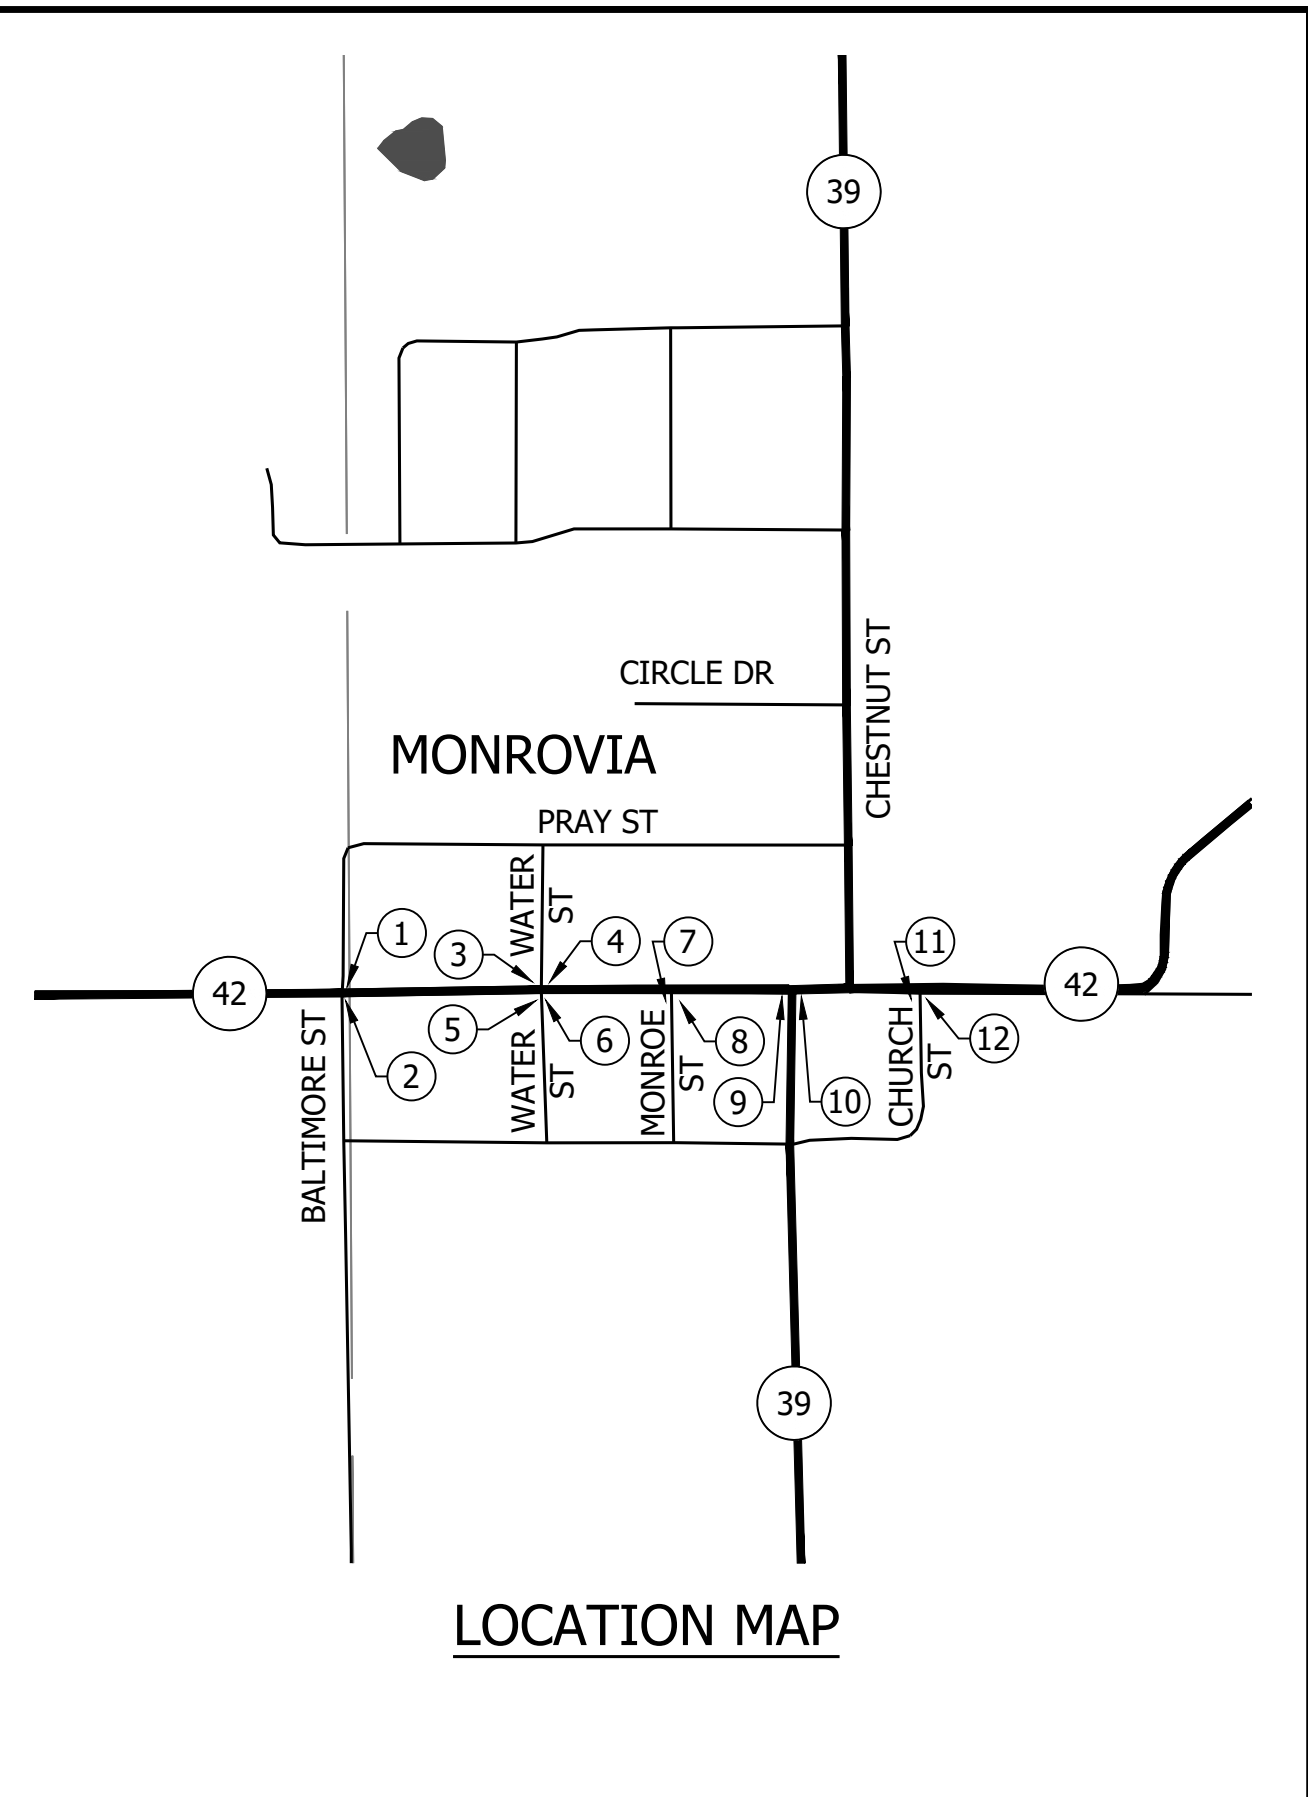 39
CIRCLE DR
CHESTNUT ST
MONROVIA
PRAY ST
WATER
ST
1
3
4
7
11
42
42
5
6
8
12
2
9
10
BALTIMORE ST
WATER
ST
MONROE
ST
CHURCH
ST
39
LOCATION MAP